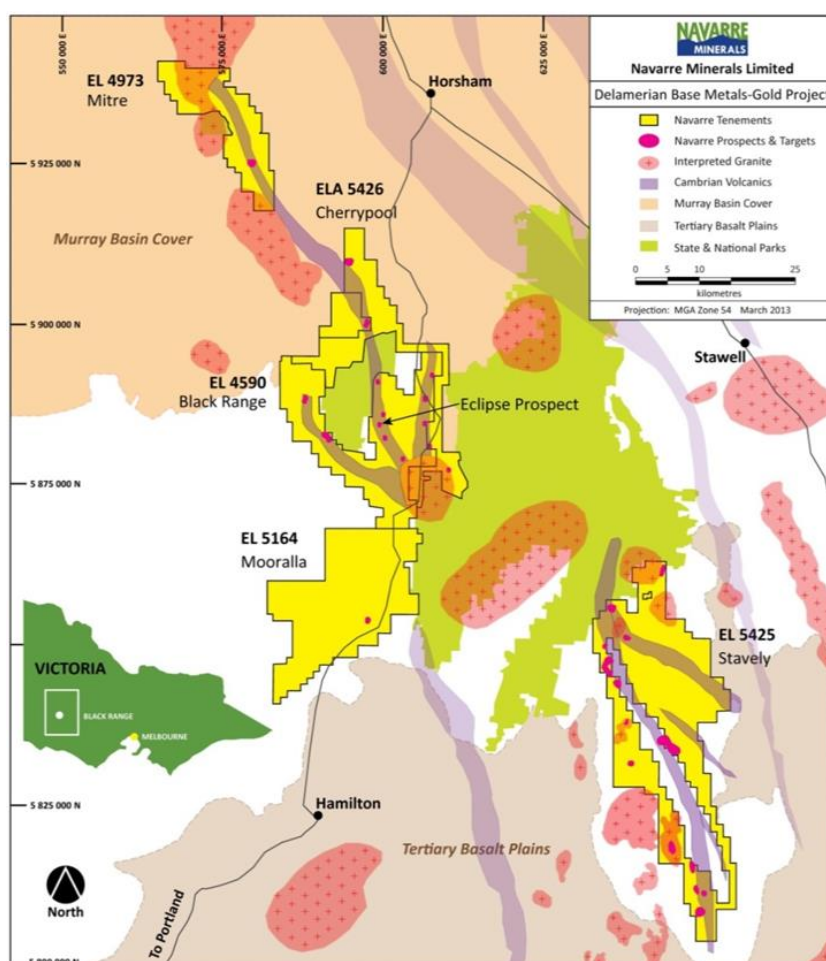 550 000 E
575 000 E
600 000 E
625 000 E
NAVARRE
MINERALS
Navarre Minerals Limited
Delamerian Base Metals-Gold Project
Navarre Tenements
Navarre Prospects & Targets
Interpreted Granite
Cambrian Volcanics
Murray Basin Cover
Tertiary Basalt Plains
State & National Parks
0 5 10 15 25
kilometres
Projection: MGA Zone 54 March 2013
EL 4973
Mitre
Horsham
5 925 000 N
ELA 5426
Cherrypool
Murray Basin Cover
5 900 000 N
Stawell
EL 4590
Black Range
Eclipse Prospect
5 875 000 N
EL 5164
Mooralla
EL 5425
Stavely
VICTORIA
BLACK RANGE
MELBOURNE
5 825 000 N
Hamilton
Tertiary Basalt Plains
North
To Portland